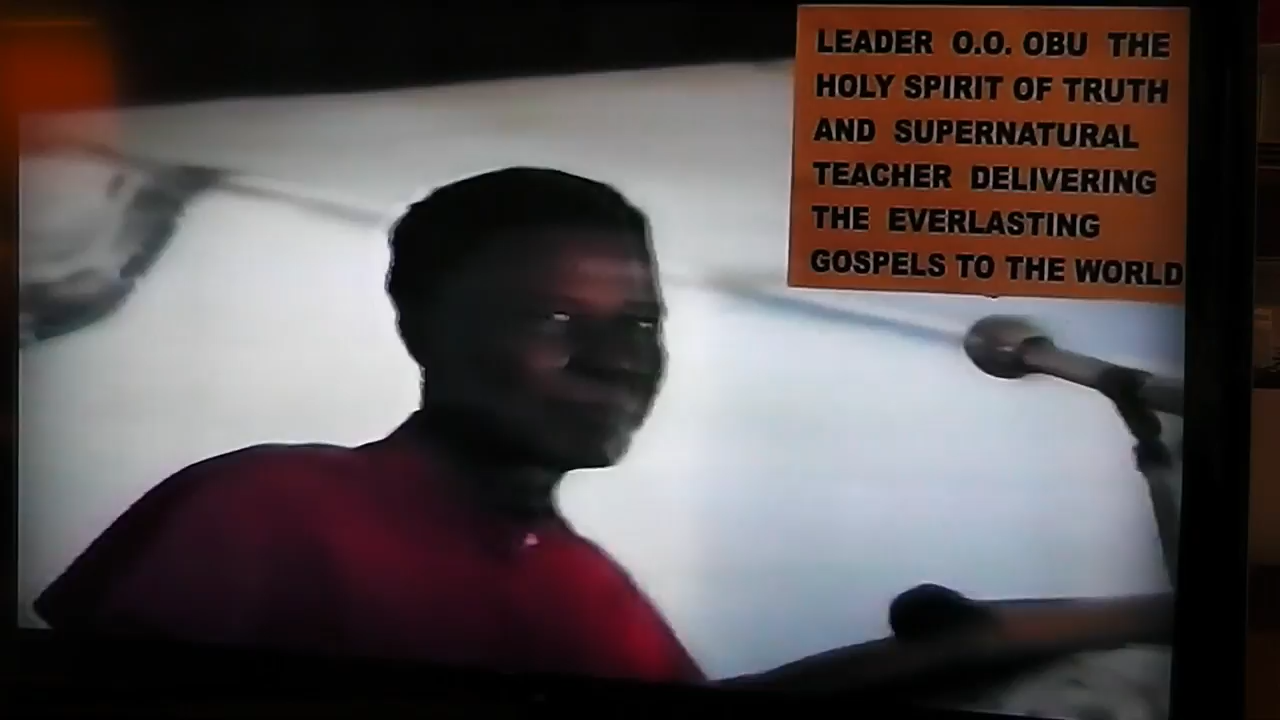 LEADER O.O. OBU THE
HOLY SPIRIT OF TRUTH
AND SUPERNATURAL
TEACHER DELIVERING
THE EVERLASTING
GOSPELS TO THE WORLD